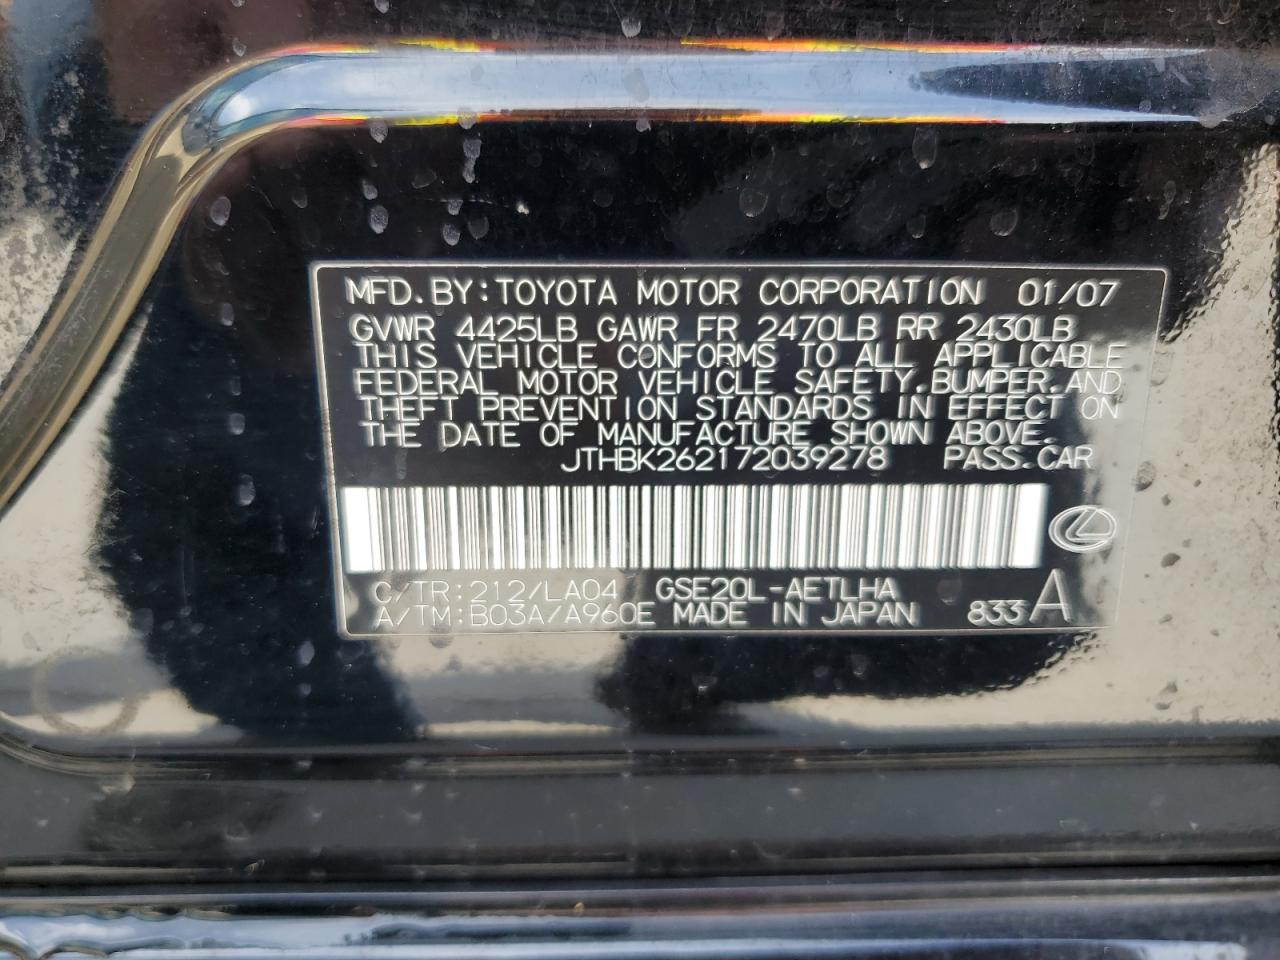 MFD.BY:TOYOTA MOTOR CORPORATION 01/07
GVWR 4425LB GAWR FR 2470LB RR 2430LB
THIS VEHICLE CONFORMS TO ALL APPLICABLE
FEDERAL MOTOR VEHICLE SAFETY,BUMPER,AND
THEFT PREVENTION STANDARDS IN EFFECT ON
THE DATE OF MANUFACTURE SHOWN ABOVE.
JTHBK262172039278 PASS.CAR
C/TR:212/LA04 GSE20L-AETLHA
A/TM:B03A/A960E MADE IN JAPAN 833 A